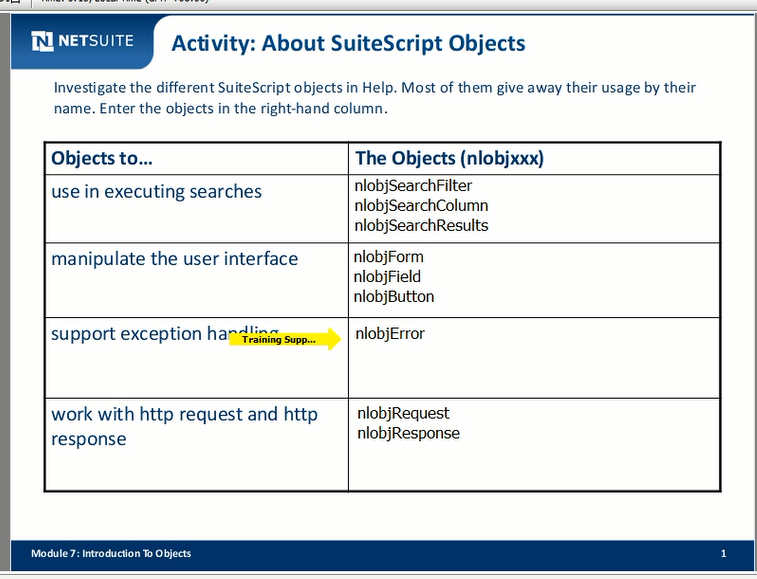 NETSUITE
Activity: About SuiteScript Objects
Investigate the different SuiteScript objects in Help. Most of them give away their usage by their
name. Enter the objects in the right-hand column.
Objects to...
The Objects (nlobjxxx)
use in executing searches
nlobjSearchFilter
nlobjSearchColumn
nlobjSearchResults
manipulate the user interface
nlobjForm
nlobjField
nlobjButton
support exception handling
Training Supp...
nlobjError
work with http request and http
response
nlobjRequest
nlobjResponse
Module 7: Introduction To Objects
1